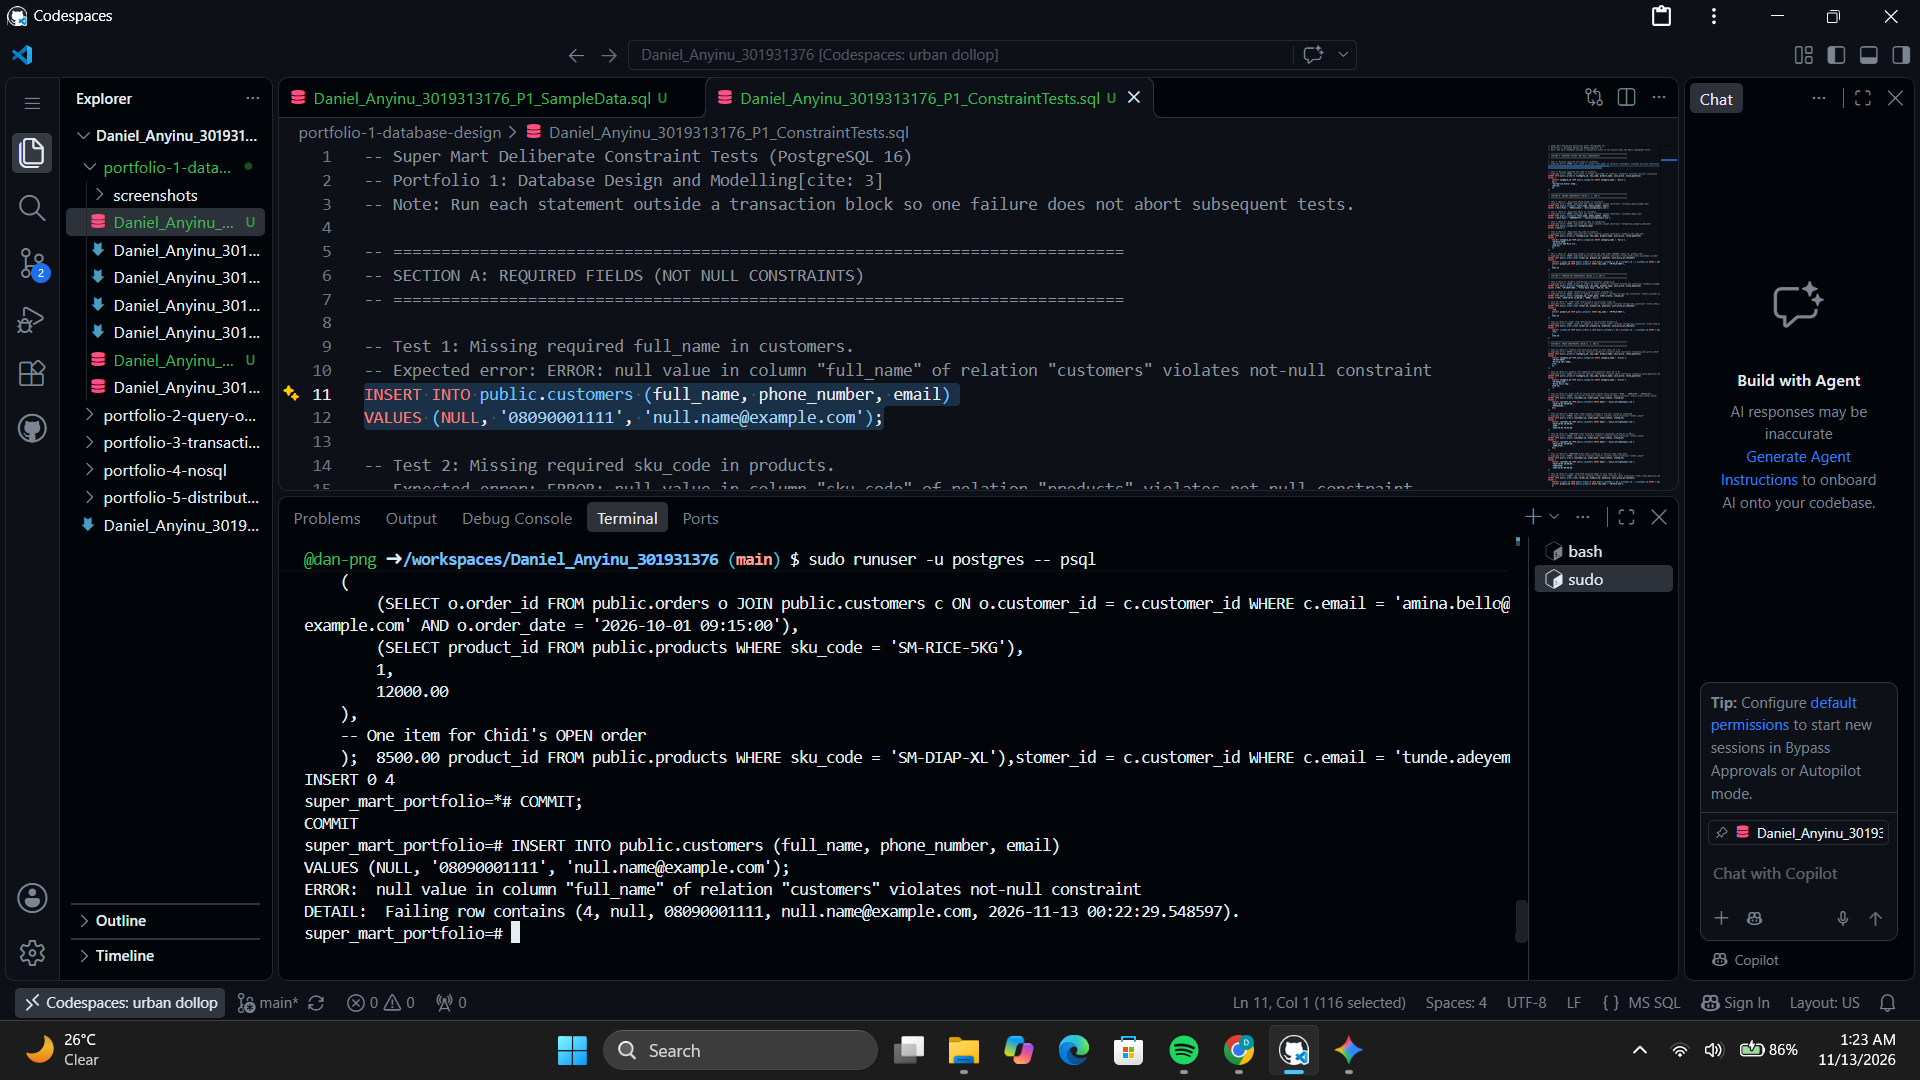 Codespaces
Daniel_Anyinu_301931376 [Codespaces: urban dollop]
Explorer
Daniel_Anyinu_301931...
portfolio-1-data...
screenshots
Daniel_Anyinu_... U
Daniel_Anyinu_301...
Daniel_Anyinu_301...
Daniel_Anyinu_301...
Daniel_Anyinu_301...
Daniel_Anyinu_... U
Daniel_Anyinu_301...
portfolio-2-query-o...
portfolio-3-transacti...
portfolio-4-nosql
portfolio-5-distribut...
Daniel_Anyinu_3019...
Outline
Timeline
2
Daniel_Anyinu_3019313176_P1_SampleData.sql U
Daniel_Anyinu_3019313176_P1_ConstraintTests.sql U
portfolio-1-database-design > Daniel_Anyinu_3019313176_P1_ConstraintTests.sql
1 -- Super Mart Deliberate Constraint Tests (PostgreSQL 16)
2 -- Portfolio 1: Database Design and Modelling[cite: 3]
3 -- Note: Run each statement outside a transaction block so one failure does not abort subsequent tests.
4
5 -- ===========================================================================
6 -- SECTION A: REQUIRED FIELDS (NOT NULL CONSTRAINTS)
7 -- ===========================================================================
8
9 -- Test 1: Missing required full_name in customers.
10 -- Expected error: ERROR: null value in column "full_name" of relation "customers" violates not-null constraint
11 INSERT INTO public.customers (full_name, phone_number, email)
12 VALUES (NULL, '08090001111', 'null.name@example.com');
13
14 -- Test 2: Missing required sku_code in products.
15 -- Expected error: ERROR: null value in column "sku_code" of relation "products" violates not-null constraint
Problems
Output
Debug Console
Terminal
Ports
@dan-png ➜/workspaces/Daniel_Anyinu_301931376 (main) $ sudo runuser -u postgres -- psql
(
(SELECT o.order_id FROM public.orders o JOIN public.customers c ON o.customer_id = c.customer_id WHERE c.email = 'amina.bello@
example.com' AND o.order_date = '2026-10-01 09:15:00'),
(SELECT product_id FROM public.products WHERE sku_code = 'SM-RICE-5KG'),
1,
12000.00
),
-- One item for Chidi's OPEN order
);  8500.00 product_id FROM public.products WHERE sku_code = 'SM-DIAP-XL'),stomer_id = c.customer_id WHERE c.email = 'tunde.adeyem
INSERT 0 4
super_mart_portfolio=*# COMMIT;
COMMIT
super_mart_portfolio=# INSERT INTO public.customers (full_name, phone_number, email)
VALUES (NULL, '08090001111', 'null.name@example.com');
ERROR:  null value in column "full_name" of relation "customers" violates not-null constraint
DETAIL:  Failing row contains (4, null, 08090001111, null.name@example.com, 2026-11-13 00:22:29.548597).
super_mart_portfolio=#
bash
sudo
Chat
Build with Agent
AI responses may be
inaccurate
Generate Agent
Instructions to onboard
AI onto your codebase.
Tip: Configure default
permissions to start new
sessions in Bypass
Approvals or Autopilot
mode.
Daniel_Anyinu_30193
Chat with Copilot
Copilot
Codespaces: urban dollop
main*
0
0
0
Ln 11, Col 1 (116 selected)
Spaces: 4
UTF-8
LF
{ } MS SQL
Sign In
Layout: US
26°C
Clear
Search
D
86%
1:23 AM
11/13/2026